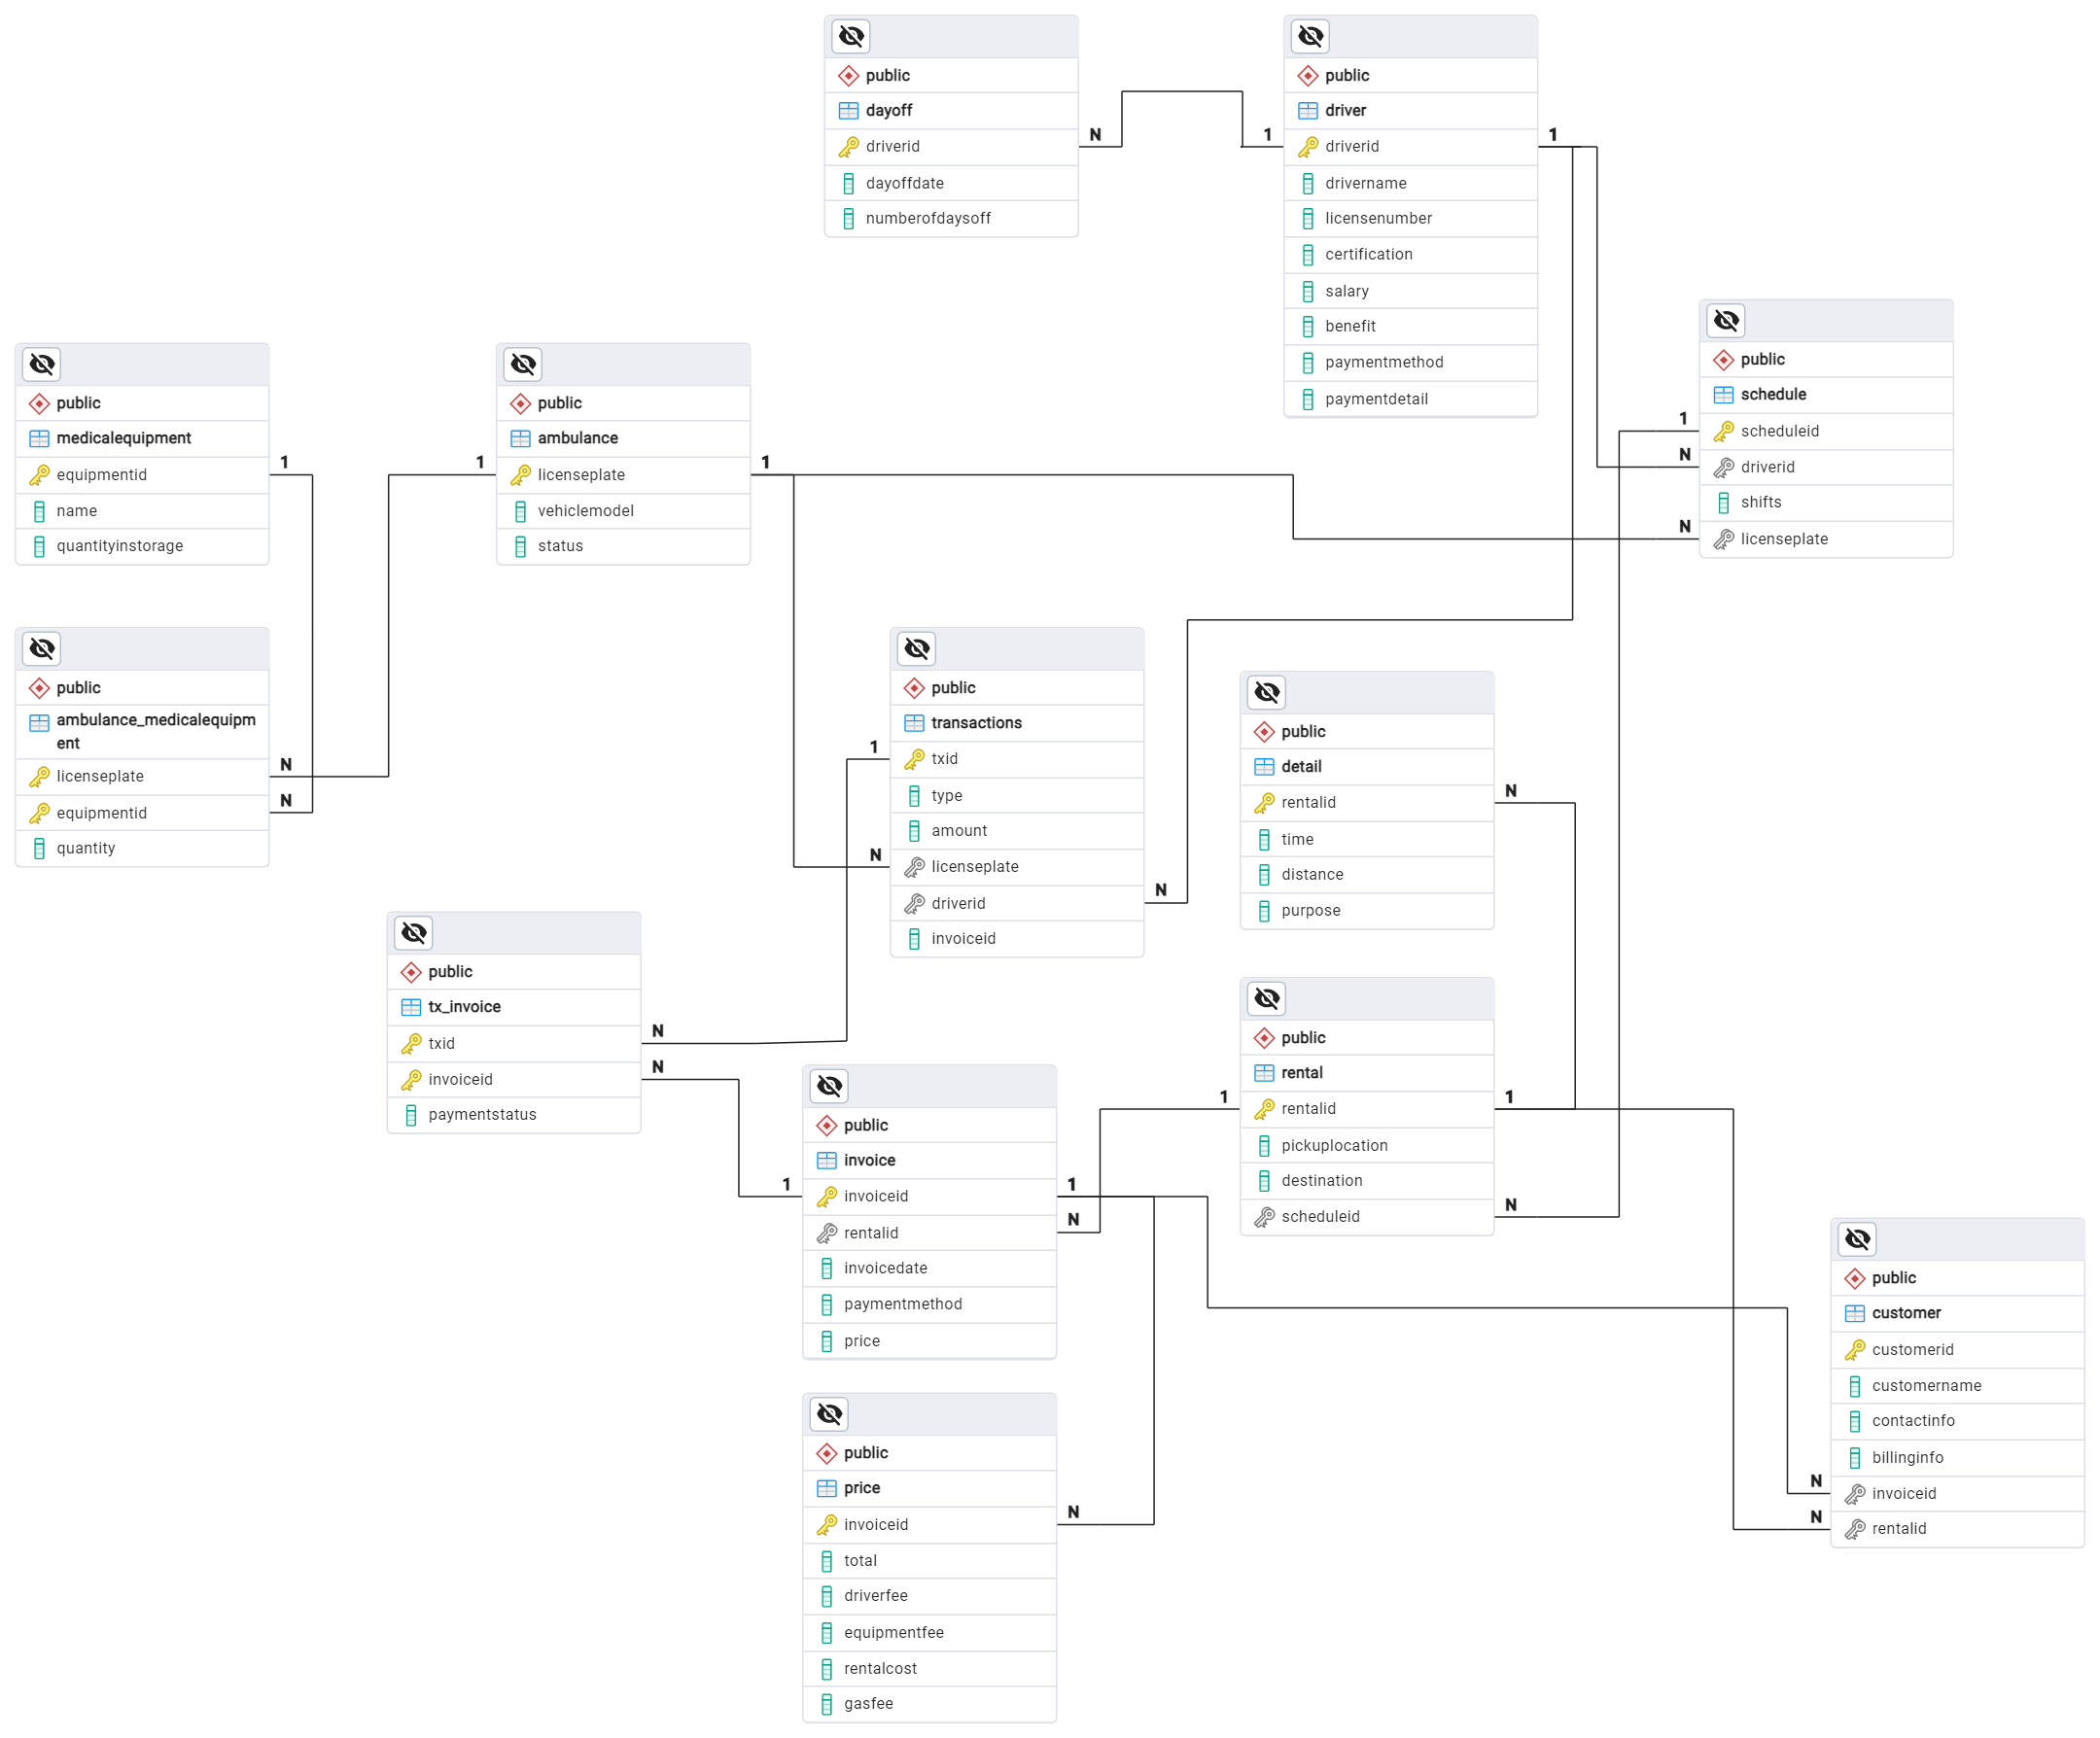 public
dayoff
driverid
dayoffdate
numberofdaysoff
N
1
public
driver
driverid
drivername
licensenumber
certification
salary
benefit
paymentmethod
paymentdetail
1
public
schedule
scheduleid
driverid
shifts
licenseplate
1
N
N
public
medicalequipment
equipmentid
name
quantityinstorage
1
public
ambulance
licenseplate
vehiclemodel
status
1
1
public
ambulance_medicalequipm
ent
licenseplate
equipmentid
quantity
N
N
public
transactions
txid
type
amount
licenseplate
driverid
invoiceid
1
N
N
public
detail
rentalid
time
distance
purpose
N
public
tx_invoice
txid
invoiceid
paymentstatus
N
N
public
rental
rentalid
pickuplocation
destination
scheduleid
1
1
N
public
invoice
invoiceid
rentalid
invoicedate
paymentmethod
price
1
1
N
public
customer
customerid
customername
contactinfo
billinginfo
invoiceid
rentalid
N
N
public
price
invoiceid
total
driverfee
equipmentfee
rentalcost
gasfee
N